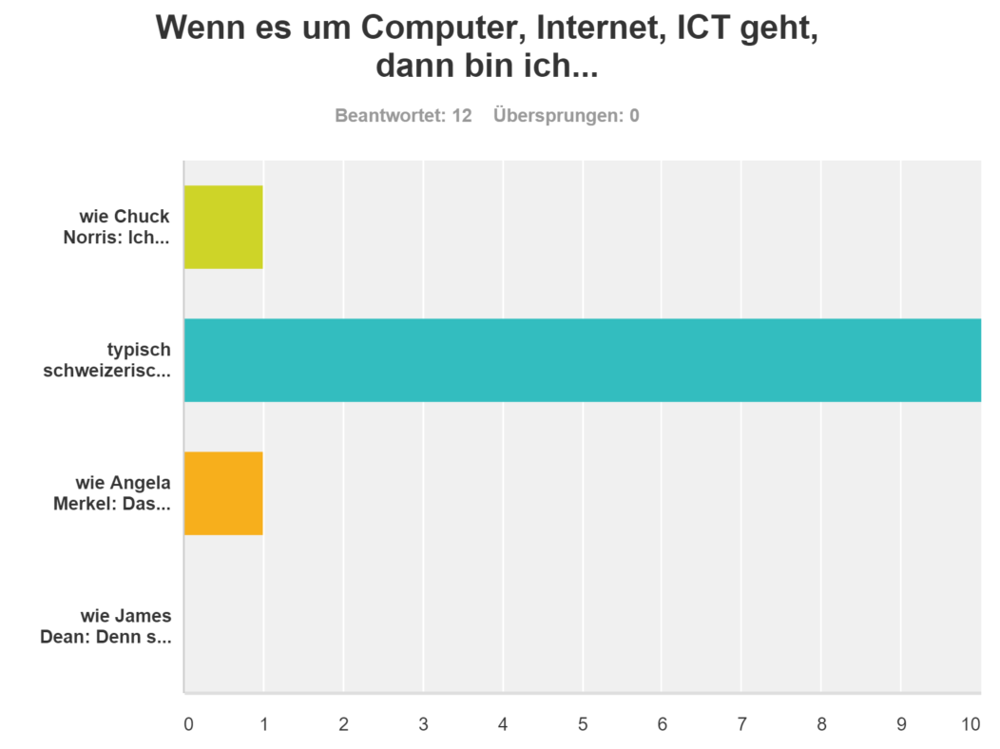 Wenn es um Computer, Internet, ICT geht,
dann bin ich...
Beantwortet: 12 Übersprungen: 0
wie Chuck
Norris: Ich...
typisch
schweizerisc...
wie Angela
Merkel: Das...
wie James
Dean: Denn s...
0 1 2 3 4 5 6 7 8 9 10